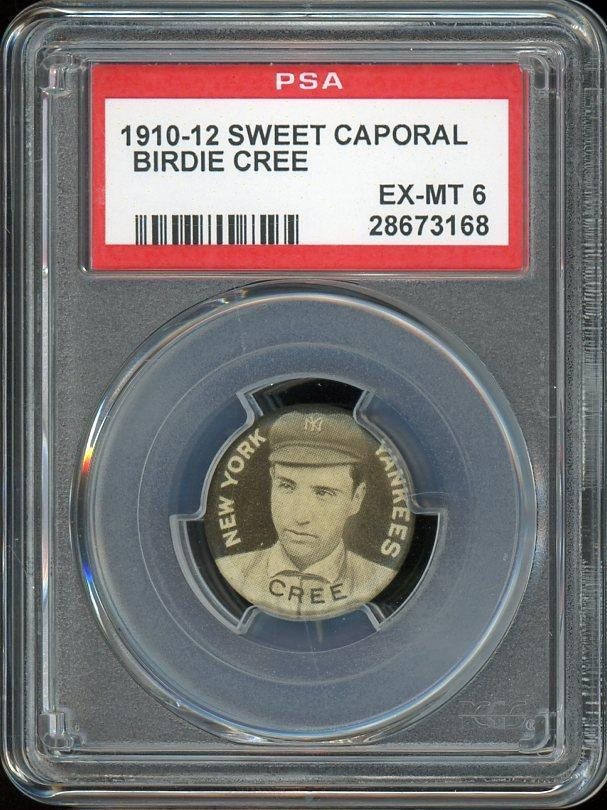 PSA
1910-12 SWEET CAPORAL
BIRDIE CREE
EX-MT 6
28673168
NY
NEW YORK
YANKEES
CREE